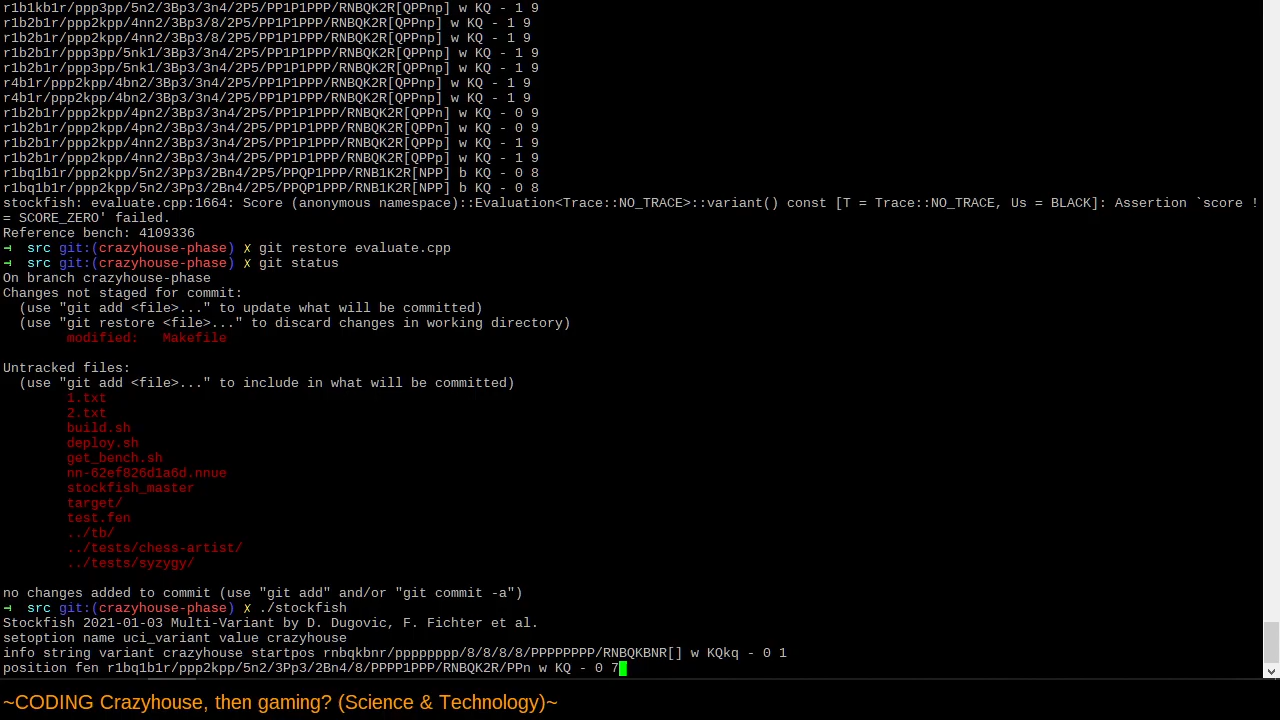 r1b1kb1r/ppp3pp/5n2/3Bp3/3n4/2P5/PP1P1PPP/RNBQK2R[QPPnp] w KQ - 1 9
r1b2b1r/ppp2kpp/4nn2/3Bp3/8/2P5/PP1P1PPP/RNBQK2R[QPPnp] w KQ - 1 9
r1b2b1r/ppp2kpp/4nn2/3Bp3/8/2P5/PP1P1PPP/RNBQK2R[QPPnp] w KQ - 1 9
r1b2b1r/ppp3pp/5nk1/3Bp3/3n4/2P5/PP1P1PPP/RNBQK2R[QPPnp] w KQ - 1 9
r1b2b1r/ppp3pp/5nk1/3Bp3/3n4/2P5/PP1P1PPP/RNBQK2R[QPPnp] w KQ - 1 9
r4b1r/ppp2kpp/4bn2/3Bp3/3n4/2P5/PP1P1PPP/RNBQK2R[QPPnp] w KQ - 1 9
r4b1r/ppp2kpp/4bn2/3Bp3/3n4/2P5/PP1P1PPP/RNBQK2R[QPPnp] w KQ - 1 9
r1b2b1r/ppp2kpp/4pn2/3Bp3/3n4/2P5/PP1P1PPP/RNBQK2R[QPPn] w KQ - 0 9
r1b2b1r/ppp2kpp/4pn2/3Bp3/3n4/2P5/PP1P1PPP/RNBQK2R[QPPn] w KQ - 0 9
r1b2b1r/ppp2kpp/4nn2/3Bp3/3n4/2P5/PP1P1PPP/RNBQK2R[QPPp] w KQ - 1 9
r1b2b1r/ppp2kpp/4nn2/3Bp3/3n4/2P5/PP1P1PPP/RNBQK2R[QPPp] w KQ - 1 9
r1bq1b1r/ppp2kpp/5n2/3Pp3/2Bn4/2P5/PPQP1PPP/RNB1K2R[NPP] b KQ - 0 8
r1bq1b1r/ppp2kpp/5n2/3Pp3/2Bn4/2P5/PPQP1PPP/RNB1K2R[NPP] b KQ - 0 8
stockfish: evaluate.cpp:1664: Score (anonymous namespace)::Evaluation<Trace::NO_TRACE>::variant() const [T = Trace::NO_TRACE, Us = BLACK]: Assertion `score !
= SCORE_ZERO' failed.
Reference bench: 4109336
⊣  src git:(crazyhouse-phase) ✗ git restore evaluate.cpp
⊣  src git:(crazyhouse-phase) ✗ git status
On branch crazyhouse-phase
Changes not staged for commit:
  (use "git add <file>..." to update what will be committed)
  (use "git restore <file>..." to discard changes in working directory)
        modified:   Makefile

Untracked files:
  (use "git add <file>..." to include in what will be committed)
        1.txt
        2.txt
        build.sh
        deploy.sh
        get_bench.sh
        nn-62ef826d1a6d.nnue
        stockfish_master
        target/
        test.fen
        ../tb/
        ../tests/chess-artist/
        ../tests/syzygy/

no changes added to commit (use "git add" and/or "git commit -a")
⊣  src git:(crazyhouse-phase) ✗ ./stockfish
Stockfish 2021-01-03 Multi-Variant by D. Dugovic, F. Fichter et al.
setoption name uci_variant value crazyhouse
info string variant crazyhouse startpos rnbqkbnr/pppppppp/8/8/8/8/PPPPPPPP/RNBQKBNR[] w KQkq - 0 1
position fen r1bq1b1r/ppp2kpp/5n2/3Pp3/2Bn4/8/PPPP1PPP/RNBQK2R/PPn w KQ - 0 7
~CODING Crazyhouse, then gaming? (Science & Technology)~